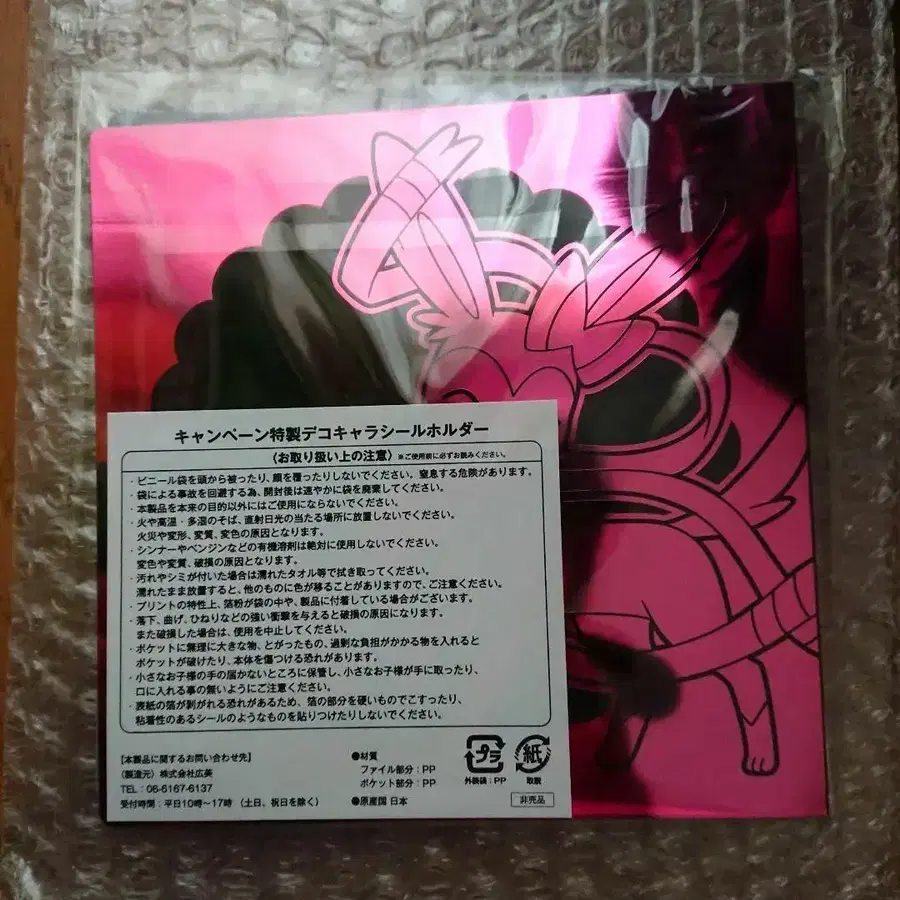 キャンペーン特製デコキャラシールホルダー
〈お取り扱い上の注意〉※ご使用前に必ずお読みください。
・ビニール袋を頭から被ったり、顔を覆ったりしないでください。窒息する危険があります。
・袋による事故を回避する為、開封後は速やかに袋を廃棄してください。
・本製品を本来の目的以外にはご使用にならないでください。
・火や高温・多湿のそば、直射日光の当たる場所に放置しないでください。
火災や変形、変質、変色の原因となります。
・シンナーやベンジンなどの有機溶剤は絶対に使用しないでください。
変色や変質、破損の原因となります。
・汚れやシミが付いた場合は濡れたタオル等で拭き取ってください。
濡れたまま放置すると、他のものに色が移ることがありますので、ご注意ください。
・プリントの特性上、箔粉が袋の中や、製品に付着している場合がございます。
・落下、曲げ、ひねりなどの強い衝撃を与えると破損の原因になります。
また破損した場合は、使用を中止してください。
・ポケットに無理に大きな物、とがったもの、過剰な負担がかかる物を入れると
ポケットが破けたり、本体を傷つける恐れがあります。
・小さなお子様の手の届かないところに保管し、小さなお子様が手に取ったり、
口に入れる事の無いようにご注意ください。
・表紙の箔が剥がれる恐れがあるため、箔の部分を硬いものでこすったり、
粘着性のあるシールのようなものを貼りつけたりしないでください。
【本製品に関するお問い合わせ先】
(製造元) 株式会社広美
TEL：06-6167-6137
受付時間：平日10時〜17時 (土日、祝日を除く)
●材質
ファイル部分：PP
ポケット部分：PP
●原産国 日本
プラ
外装袋：PP
紙
取説
非売品